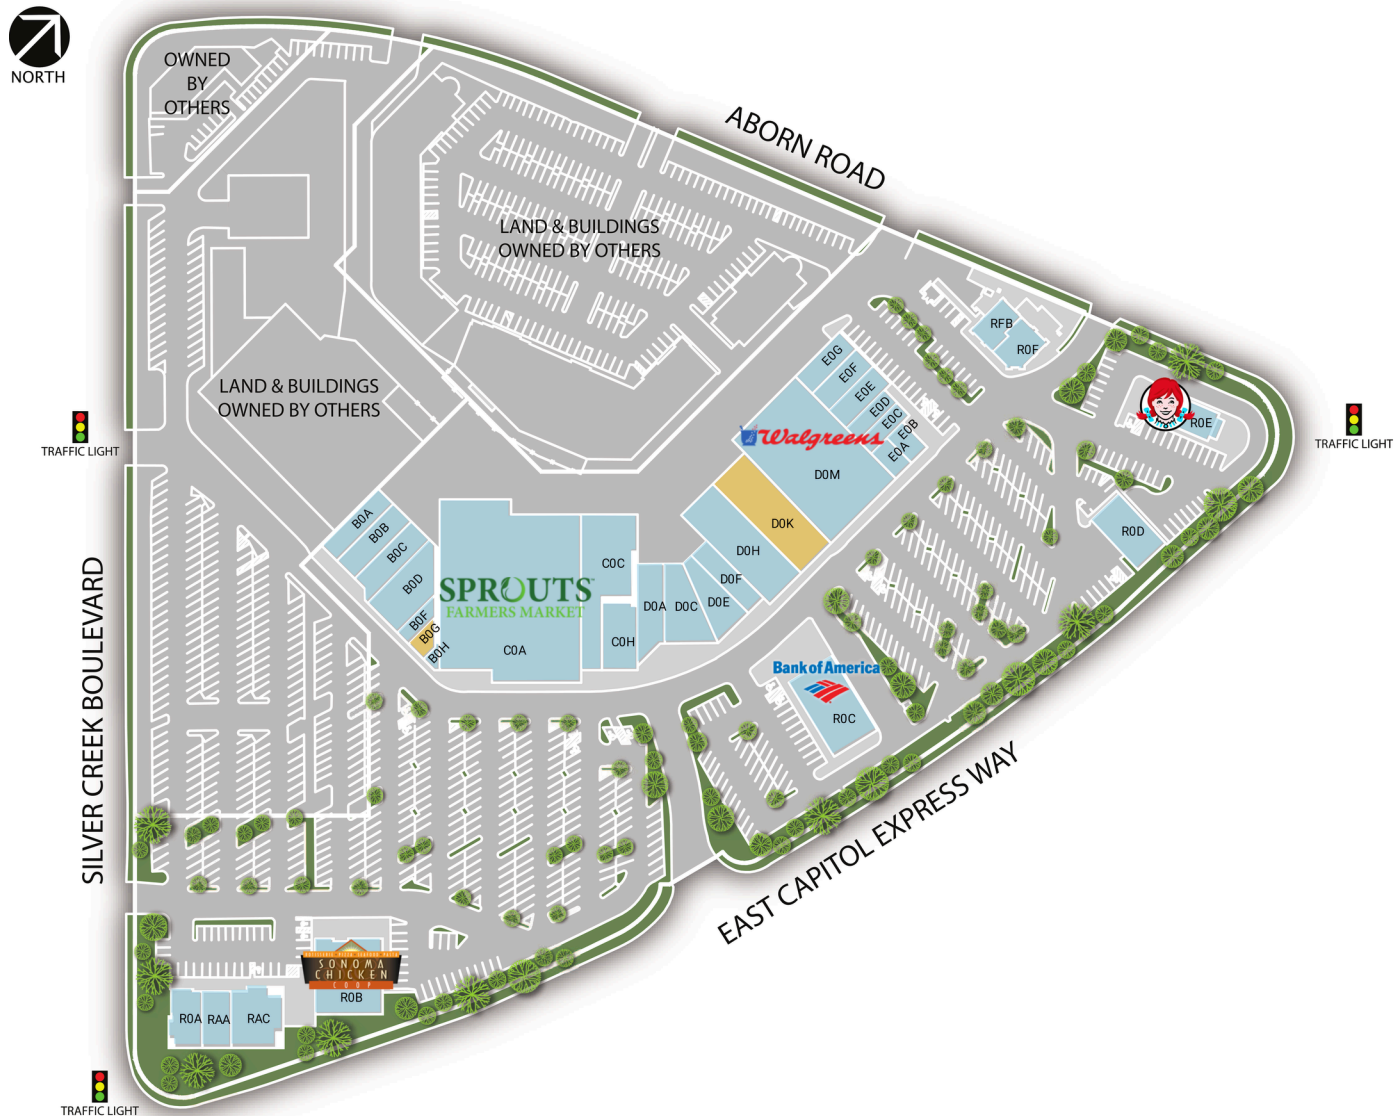 NORTH
OWNED
BY
OTHERS
ABORN ROAD
LAND & BUILDINGS
OWNED BY OTHERS
LAND & BUILDINGS
OWNED BY OTHERS
TRAFFIC LIGHT
TRAFFIC LIGHT
RFB
R0F
R0E
R0D
E0G
E0F
E0E
E0D
E0C
E0B
E0A
Walgreens
D0M
D0K
D0H
D0F
D0E
D0C
D0A
B0A
B0B
B0C
B0D
B0F
B0G
B0H
SPROUTS
FARMERS MARKET
C0C
C0H
C0A
Bank of America
R0C
SILVER CREEK BOULEVARD
EAST CAPITOL EXPRESS WAY
SONOMA
CHICKEN
COOP
R0B
R0A
RAA
RAC
TRAFFIC LIGHT